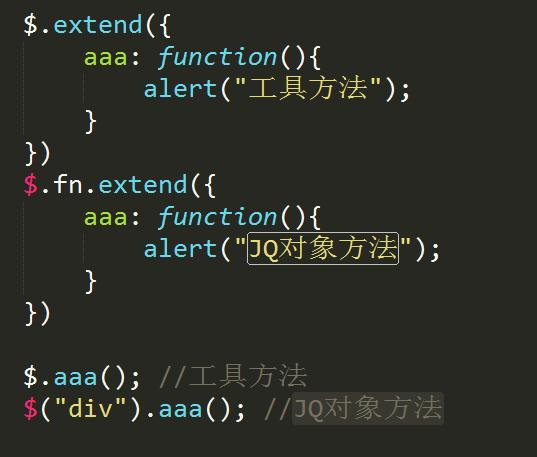 $.extend({
    aaa: function(){
        alert("工具方法");
    }
})
$.fn.extend({
    aaa: function(){
        alert("JQ对象方法");
    }
})

$.aaa(); //工具方法
$("div").aaa(); //JQ对象方法